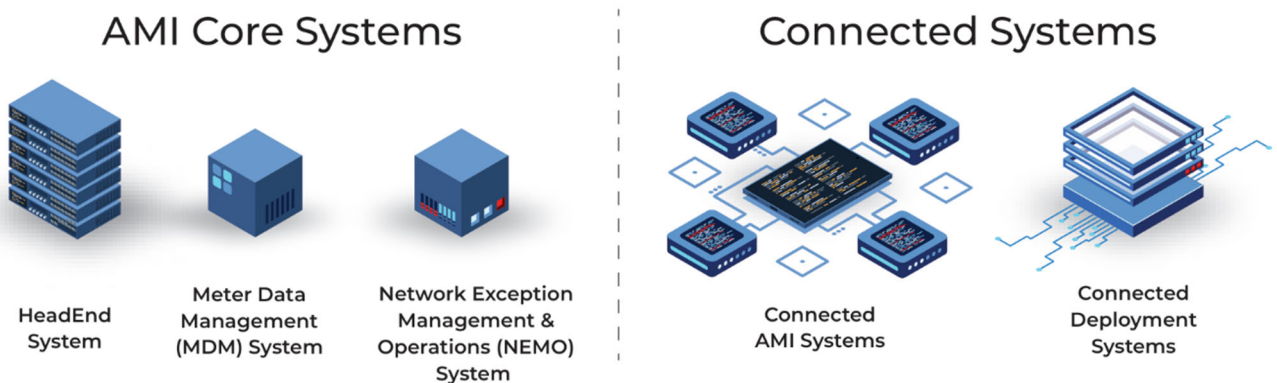 AMI Core Systems
HeadEnd
System
Meter Data
Management
(MDM) System
Network Exception
Management &
Operations (NEMO)
System
Connected Systems
Connected
AMI Systems
Connected
Deployment
Systems